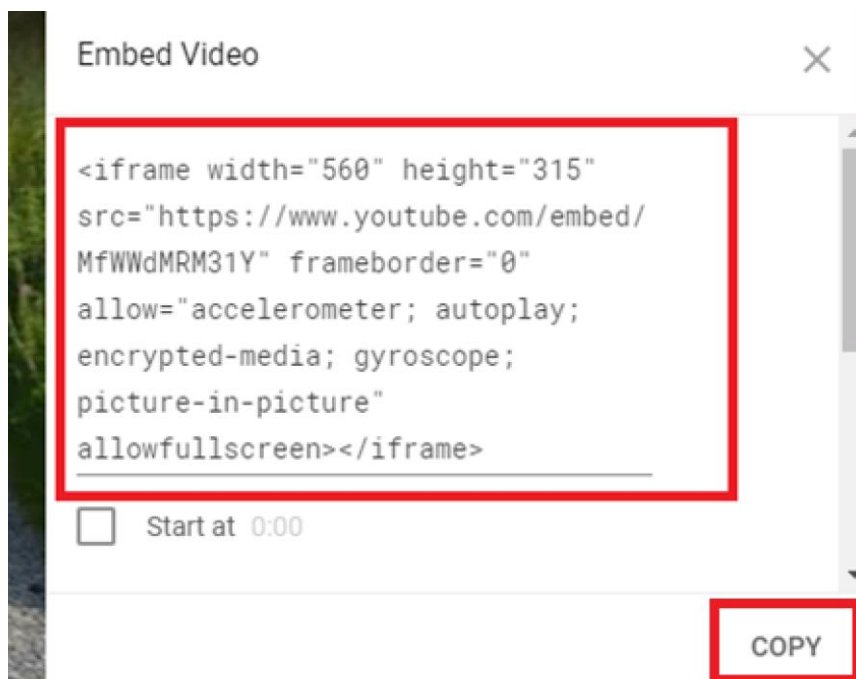 Embed Video
<iframe width="560" height="315"
src="https://www.youtube.com/embed/
MfWWdMRM31Y" frameborder="0"
allow="accelerometer; autoplay;
encrypted-media; gyroscope;
picture-in-picture"
allowfullscreen></iframe>
Start at 0:00
COPY